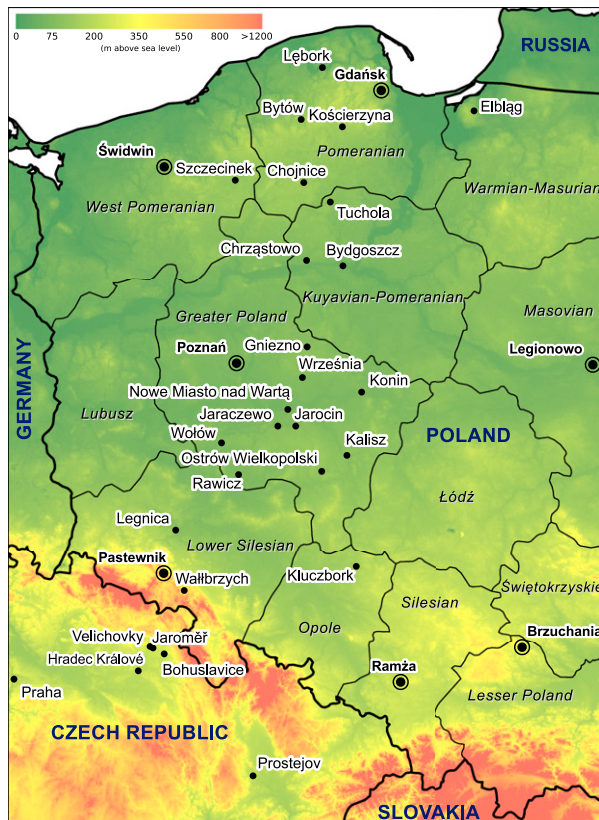 0 75 200 350 550 800 >1200
(m above sea level)
RUSSIA
Lębork
Gdańsk
Elbląg
Bytów
Kościerzyna
Pomeranian
Świdwin
Szczecinek
Chojnice
Warmian-Masurian
West Pomeranian
Tuchola
Chrząstowo
Bydgoszcz
Kuyavian-Pomeranian
Masovian
Greater Poland
Gniezno
Poznań
Legionowo
GERMANY
Września
Nowe Miasto nad Wartą
Konin
Lubusz
Jaraczewo
Jarocin
Wołów
POLAND
Kalisz
Ostrów Wielkopolski
Rawicz
Łódź
Legnica
Lower Silesian
Pastewnik
Wałbrzych
Kluczbork
Świętokrzyskie
Silesian
Opole
Velichovky
Jaroměř
Brzuchania
Hradec Králové
Bohuslavice
Ramża
Praha
Lesser Poland
CZECH REPUBLIC
Prostejov
SLOVAKIA